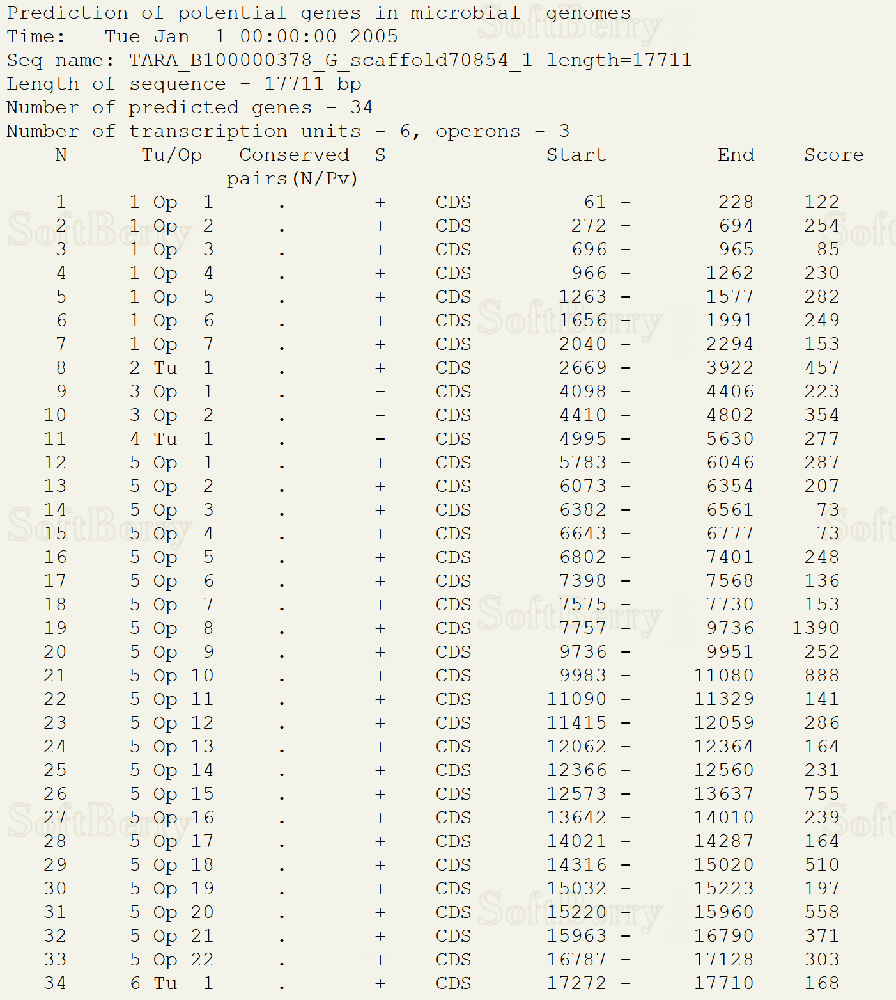 Prediction of potential genes in microbial genomes
Time: Tue Jan 1 00:00:00 2005
Seq name: TARA_B100000378_G_scaffold70854_1 length=17711
Length of sequence - 17711 bp
Number of predicted genes - 34
Number of transcription units - 6, operons - 3
N Tu/Op Conserved S Start End Score
pairs(N/Pv)
1 1 Op 1 . + CDS 61 - 228 122
2 1 Op 2 . + CDS 272 - 694 254
3 1 Op 3 . + CDS 696 - 965 85
4 1 Op 4 . + CDS 966 - 1262 230
5 1 Op 5 . + CDS 1263 - 1577 282
6 1 Op 6 . + CDS 1656 - 1991 249
7 1 Op 7 . + CDS 2040 - 2294 153
8 2 Tu 1 . + CDS 2669 - 3922 457
9 3 Op 1 . - CDS 4098 - 4406 223
10 3 Op 2 . - CDS 4410 - 4802 354
11 4 Tu 1 . - CDS 4995 - 5630 277
12 5 Op 1 . + CDS 5783 - 6046 287
13 5 Op 2 . + CDS 6073 - 6354 207
14 5 Op 3 . + CDS 6382 - 6561 73
15 5 Op 4 . + CDS 6643 - 6777 73
16 5 Op 5 . + CDS 6802 - 7401 248
17 5 Op 6 . + CDS 7398 - 7568 136
18 5 Op 7 . + CDS 7575 - 7730 153
19 5 Op 8 . + CDS 7757 - 9736 1390
20 5 Op 9 . + CDS 9736 - 9951 252
21 5 Op 10 . + CDS 9983 - 11080 888
22 5 Op 11 . + CDS 11090 - 11329 141
23 5 Op 12 . + CDS 11415 - 12059 286
24 5 Op 13 . + CDS 12062 - 12364 164
25 5 Op 14 . + CDS 12366 - 12560 231
26 5 Op 15 . + CDS 12573 - 13637 755
27 5 Op 16 . + CDS 13642 - 14010 239
28 5 Op 17 . + CDS 14021 - 14287 164
29 5 Op 18 . + CDS 14316 - 15020 510
30 5 Op 19 . + CDS 15032 - 15223 197
31 5 Op 20 . + CDS 15220 - 15960 558
32 5 Op 21 . + CDS 15963 - 16790 371
33 5 Op 22 . + CDS 16787 - 17128 303
34 6 Tu 1 . + CDS 17272 - 17710 168